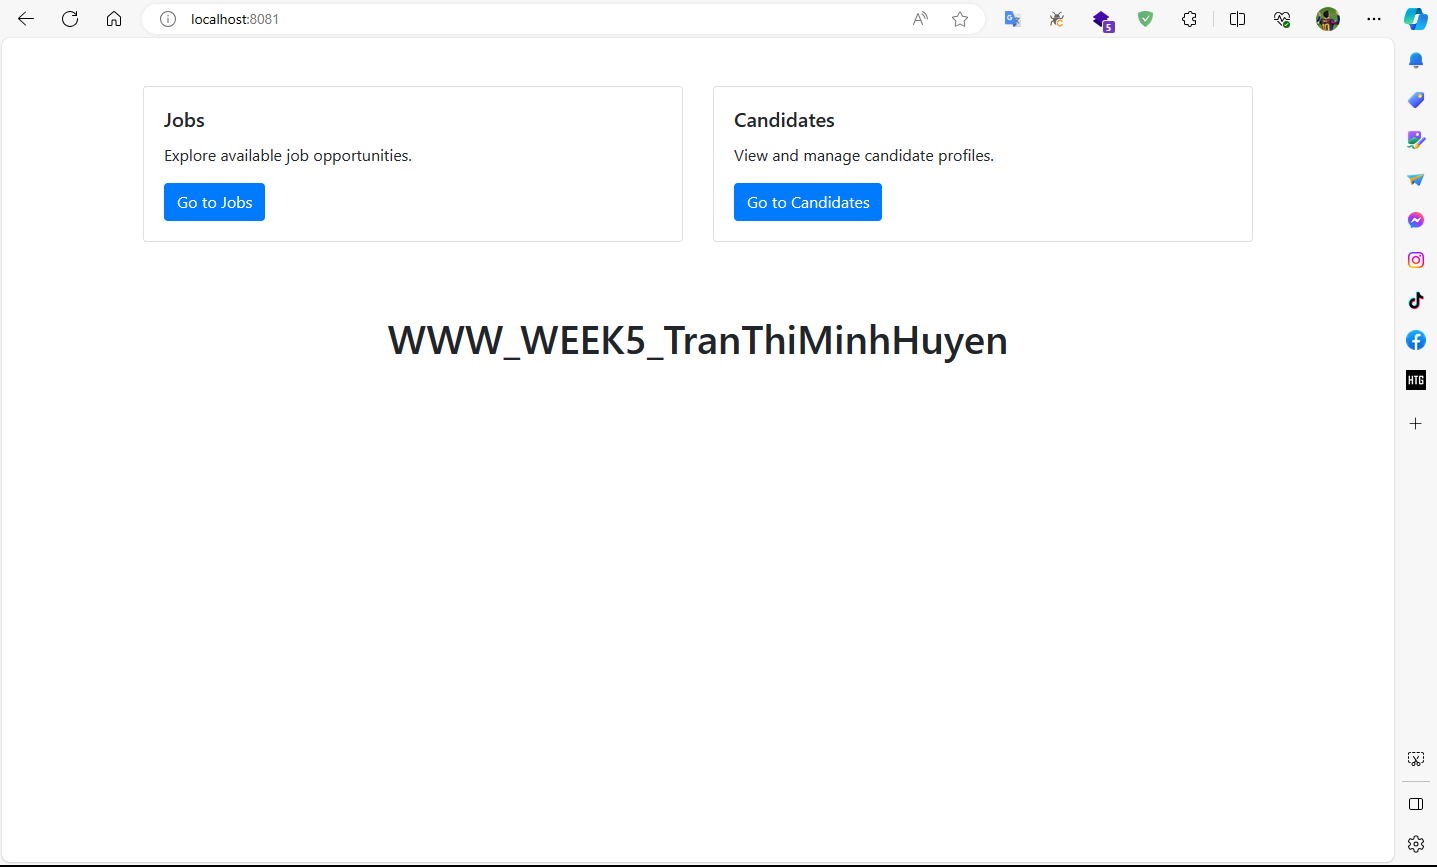 localhost:8081
A
5
Jobs
Explore available job opportunities.
Go to Jobs
Candidates
View and manage candidate profiles.
Go to Candidates
WWW_WEEK5_TranThiMinhHuyen
HTG